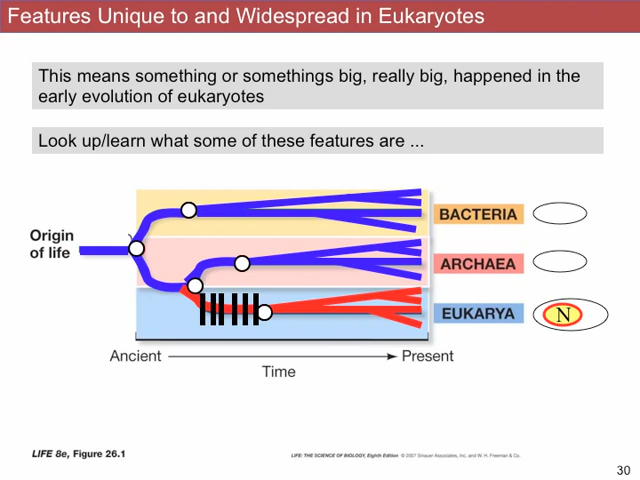 Features Unique to and Widespread in Eukaryotes
This means something or somethings big, really big, happened in the
early evolution of eukaryotes
Look up/learn what some of these features are ...
Origin
of life
BACTERIA
ARCHAEA
EUKARYA
N
Ancient
Present
Time
LIFE 8e, Figure 26.1
LIFE: THE SCIENCE OF BIOLOGY, Eighth Edition © 2007 Sinauer Associates, Inc. and W. H. Freeman & Co.
30